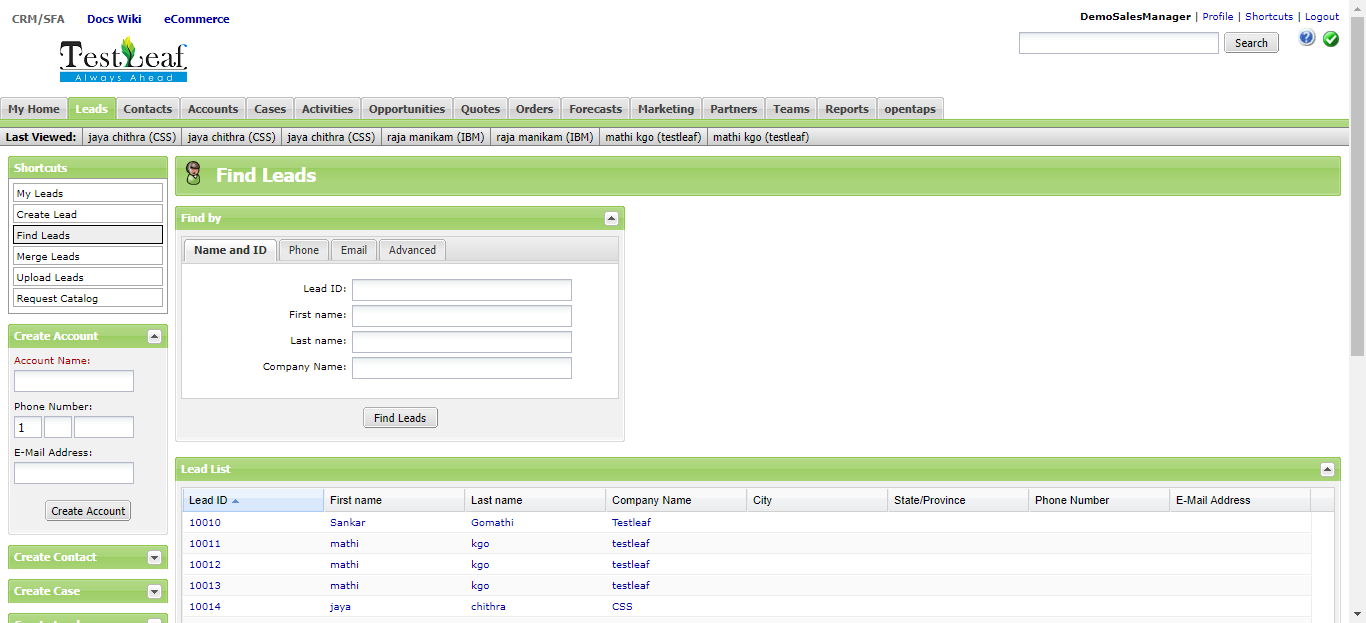 CRM/SFA Docs Wiki eCommerce
DemoSalesManager | Profile | Shortcuts | Logout
Search
TestLeaf
Always Ahead
My Home Leads Contacts Accounts Cases Activities Opportunities Quotes Orders Forecasts Marketing Partners Teams Reports opentaps
Last Viewed: jaya chithra (CSS) jaya chithra (CSS) jaya chithra (CSS) raja manikam (IBM) raja manikam (IBM) mathi kgo (testleaf) mathi kgo (testleaf)
Shortcuts
My Leads
Create Lead
Find Leads
Merge Leads
Upload Leads
Request Catalog
Create Account
Account Name:
Phone Number:
1
E-Mail Address:
Create Account
Create Contact
Create Case
Find Leads
Find by
Name and ID Phone Email Advanced
Lead ID:
First name:
Last name:
Company Name:
Find Leads
Lead List
Lead ID First name Last name Company Name City State/Province Phone Number E-Mail Address
10010 Sankar Gomathi Testleaf
10011 mathi kgo testleaf
10012 mathi kgo testleaf
10013 mathi kgo testleaf
10014 jaya chithra CSS